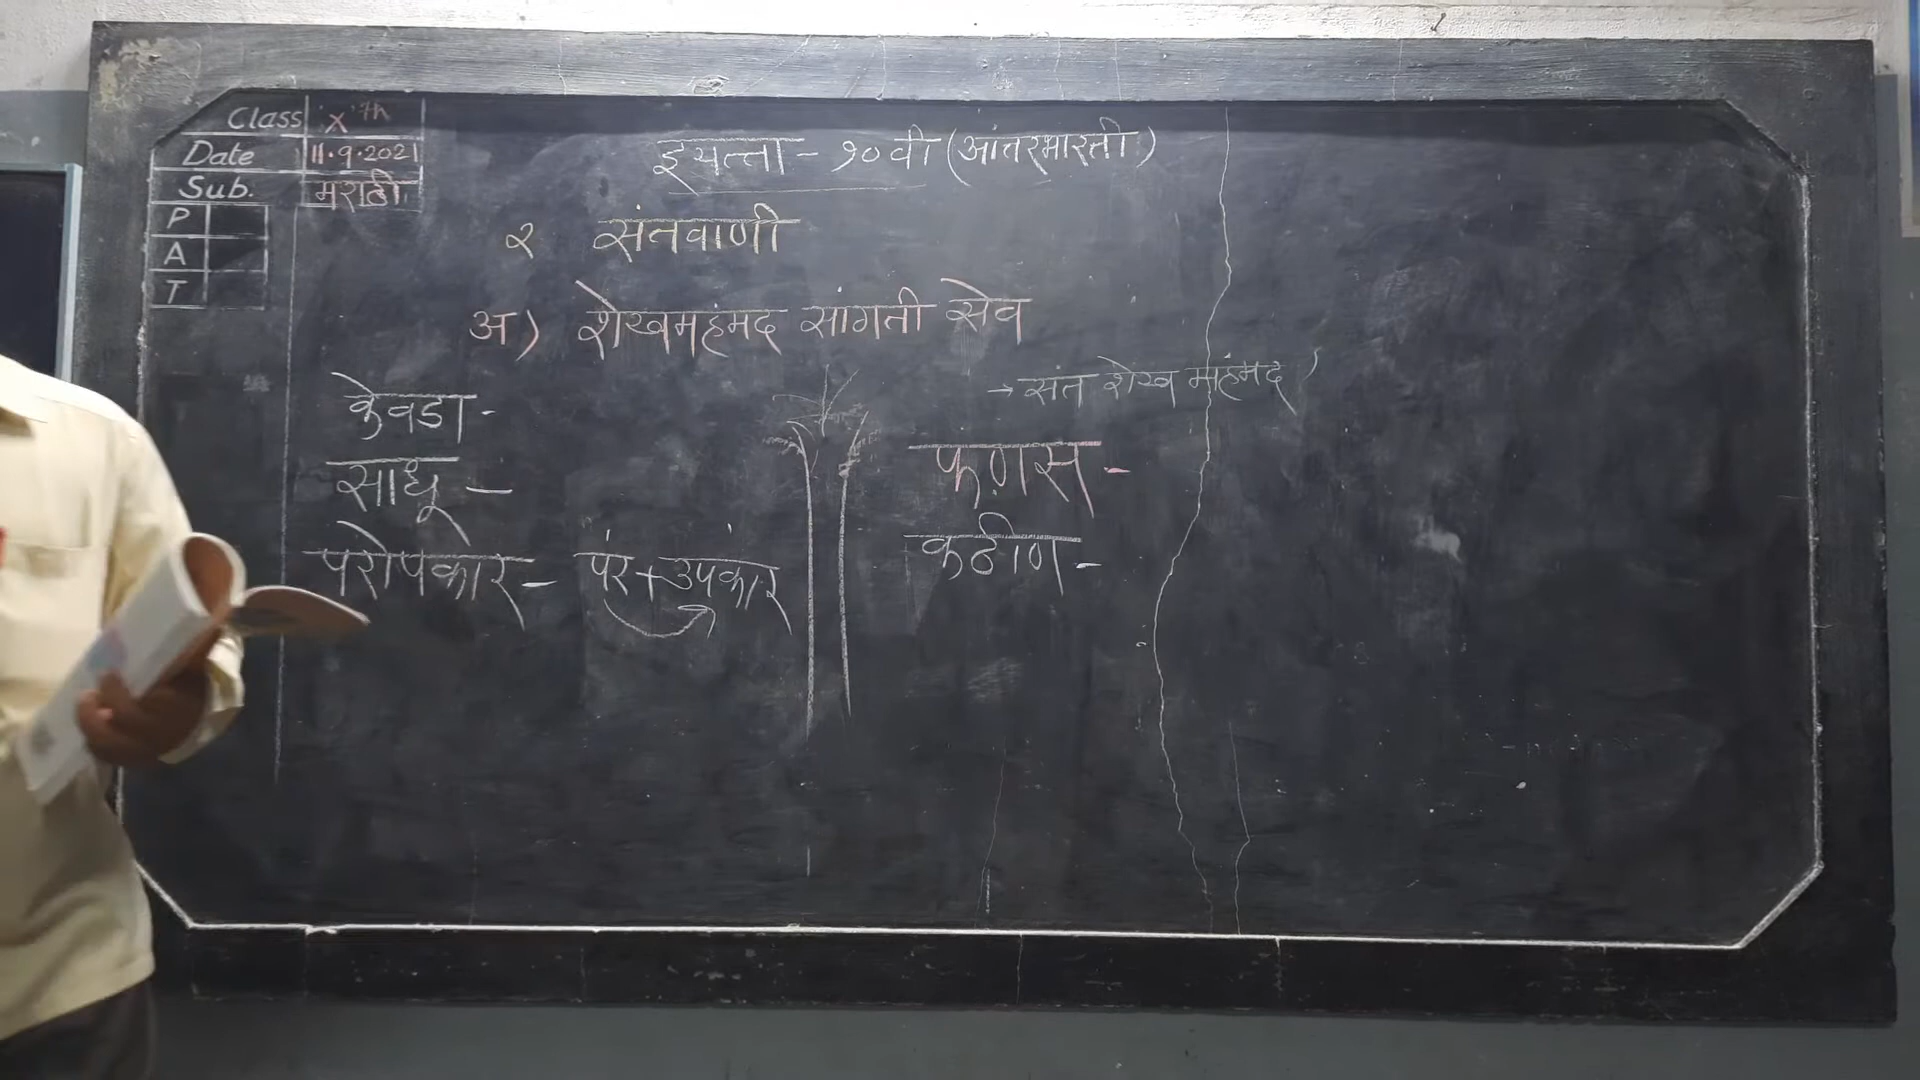 Class X th
Date 11.9.2021
Sub. मराठी
P
A
T
इयत्ता - १० वी (आंतरभारती)
२ संतवाणी
अ) शेखमहंमद सांगती सेव
→ संत शेख महंमद
केवडा -
साधू -
परोपकार - पर + उपकार
फणस -
कठीण -